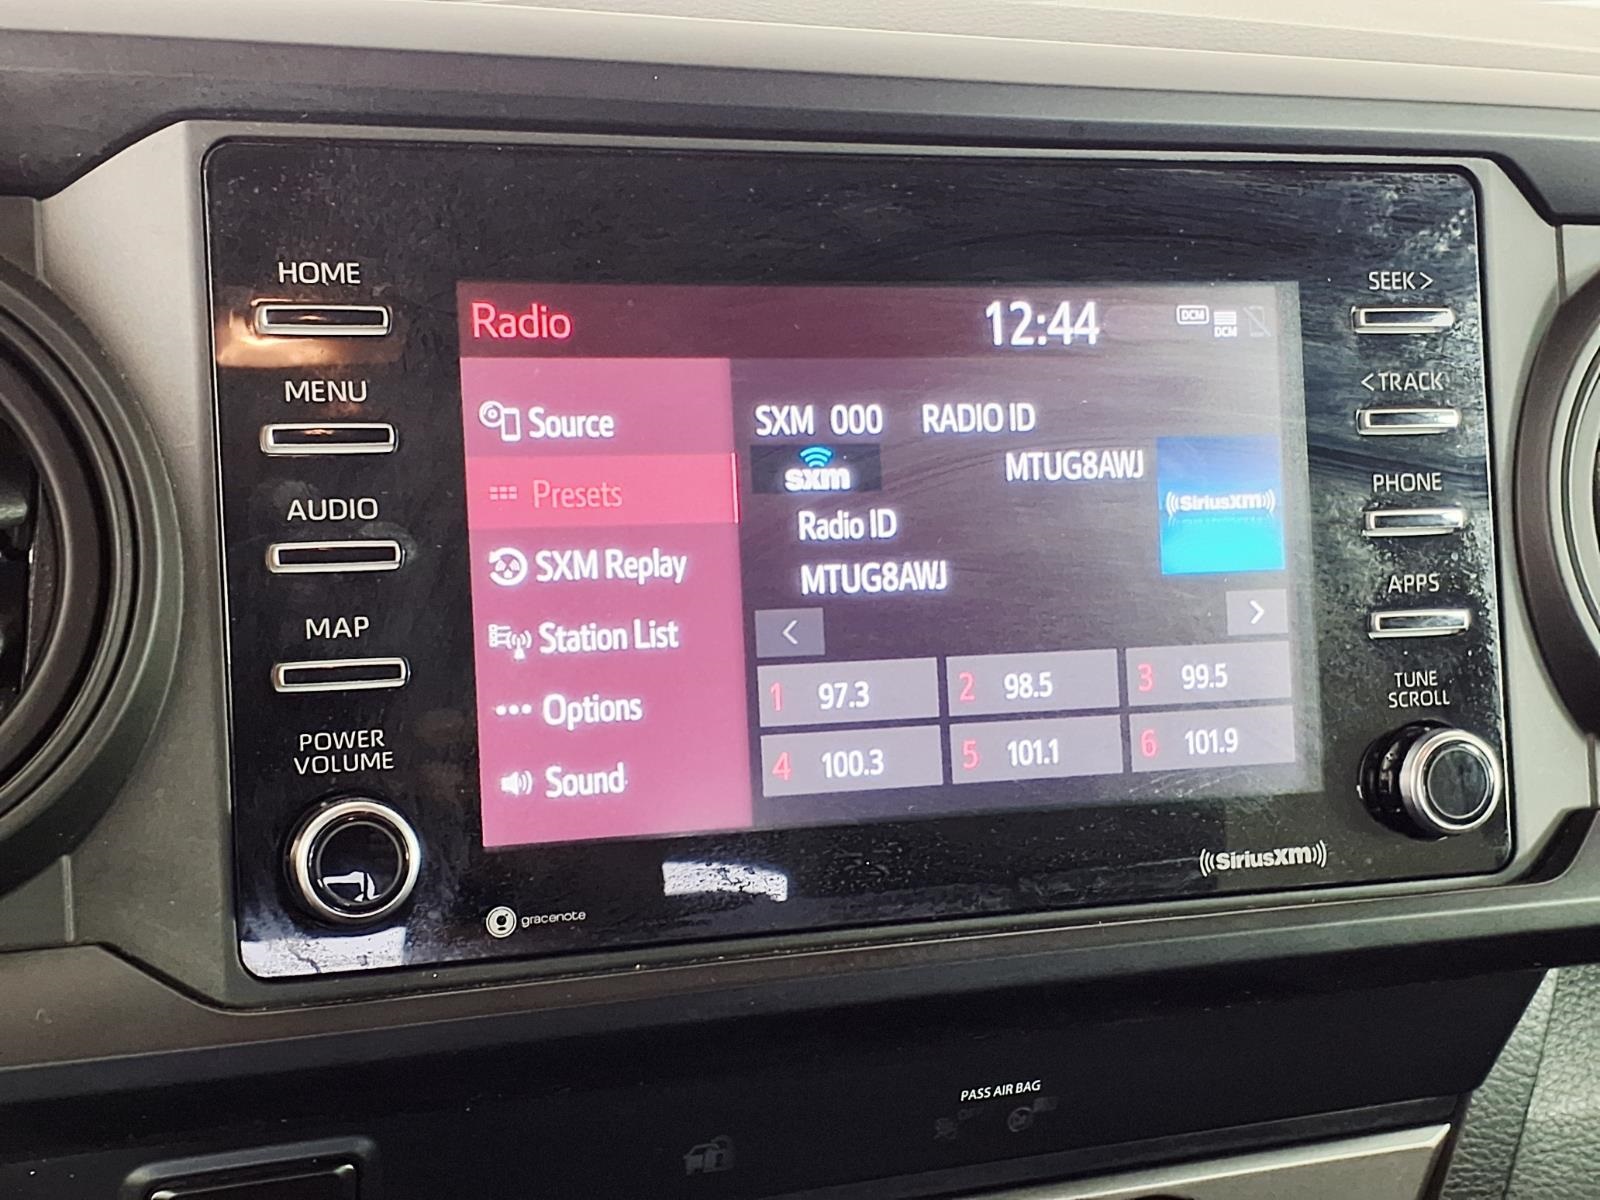 HOME
MENU
AUDIO
MAP
POWER
VOLUME
Radio
12:44
DCM
DCM
Source
Presets
SXM Replay
Station List
Options
Sound
SXM 000 RADIO ID
MTUG8AWJ
sxm
((SiriusXM))
Radio ID
MTUG8AWJ
<
>
1 97.3
2 98.5
3 99.5
4 100.3
5 101.1
6 101.9
SEEK>
<TRACK
PHONE
APPS
TUNE
SCROLL
((SiriusXM))
gracenote
PASS AIR BAG